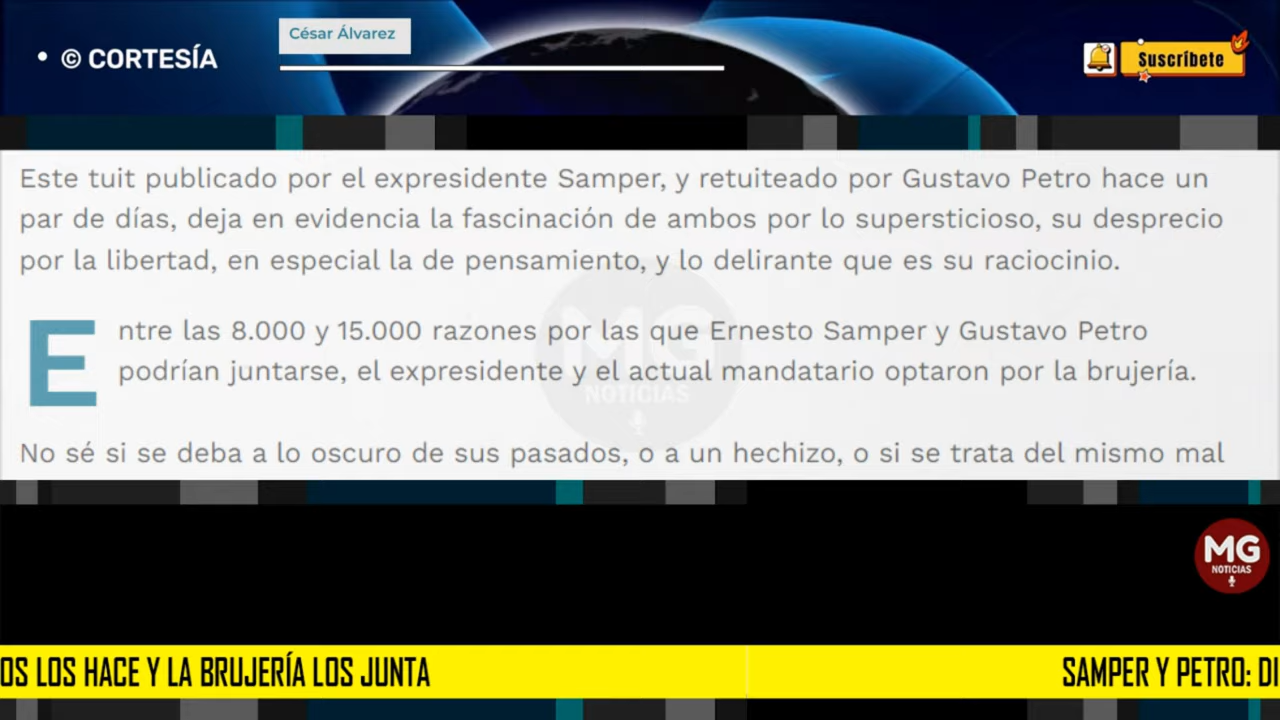 • © CORTESÍA
César Álvarez
Suscríbete
Este tuit publicado por el expresidente Samper, y retuiteado por Gustavo Petro hace un
par de días, deja en evidencia la fascinación de ambos por lo supersticioso, su desprecio
por la libertad, en especial la de pensamiento, y lo delirante que es su raciocinio.
Entre las 8.000 y 15.000 razones por las que Ernesto Samper y Gustavo Petro
podrían juntarse, el expresidente y el actual mandatario optaron por la brujería.
MG
NOTICIAS
No sé si se deba a lo oscuro de sus pasados, o a un hechizo, o si se trata del mismo mal
MG
NOTICIAS
OS LOS HACE Y LA BRUJERÍA LOS JUNTA
SAMPER Y PETRO: DI